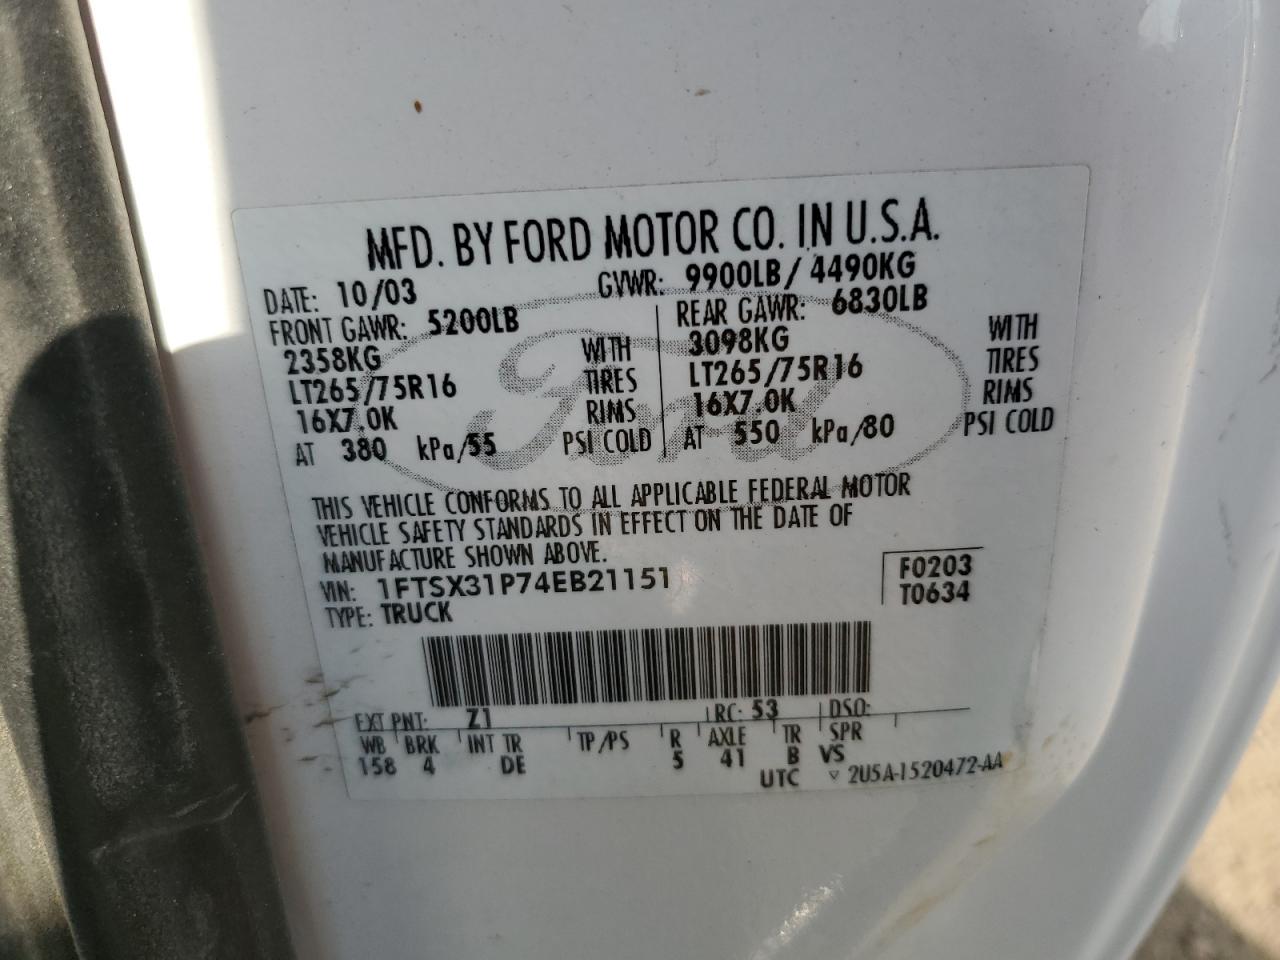 MFD. BY FORD MOTOR CO. IN U.S.A.
DATE: 10/03 GVWR: 9900LB/ 4490KG
FRONT GAWR: 5200LB REAR GAWR: 6830LB
2358KG WITH 3098KG WITH
LT265/75R16 TIRES LT265/75R16 TIRES
16X7.0K RIMS 16X7.0K RIMS
AT 380 kPa/55 PSI COLD AT 550 kPa/80 PSI COLD
Ford
THIS VEHICLE CONFORMS TO ALL APPLICABLE FEDERAL MOTOR
VEHICLE SAFETY STANDARDS IN EFFECT ON THE DATE OF
MANUFACTURE SHOWN ABOVE.
VIN: 1FTSX31P74EB21151 F0203
TYPE: TRUCK T0634
EXT PNT: Z1 RC: 53 DSO:
WB BRK INT TR TP/PS R AXLE TR SPR
158 4 DE 5 41 B VS
UTC ▽ 2U5A-1520472-AA